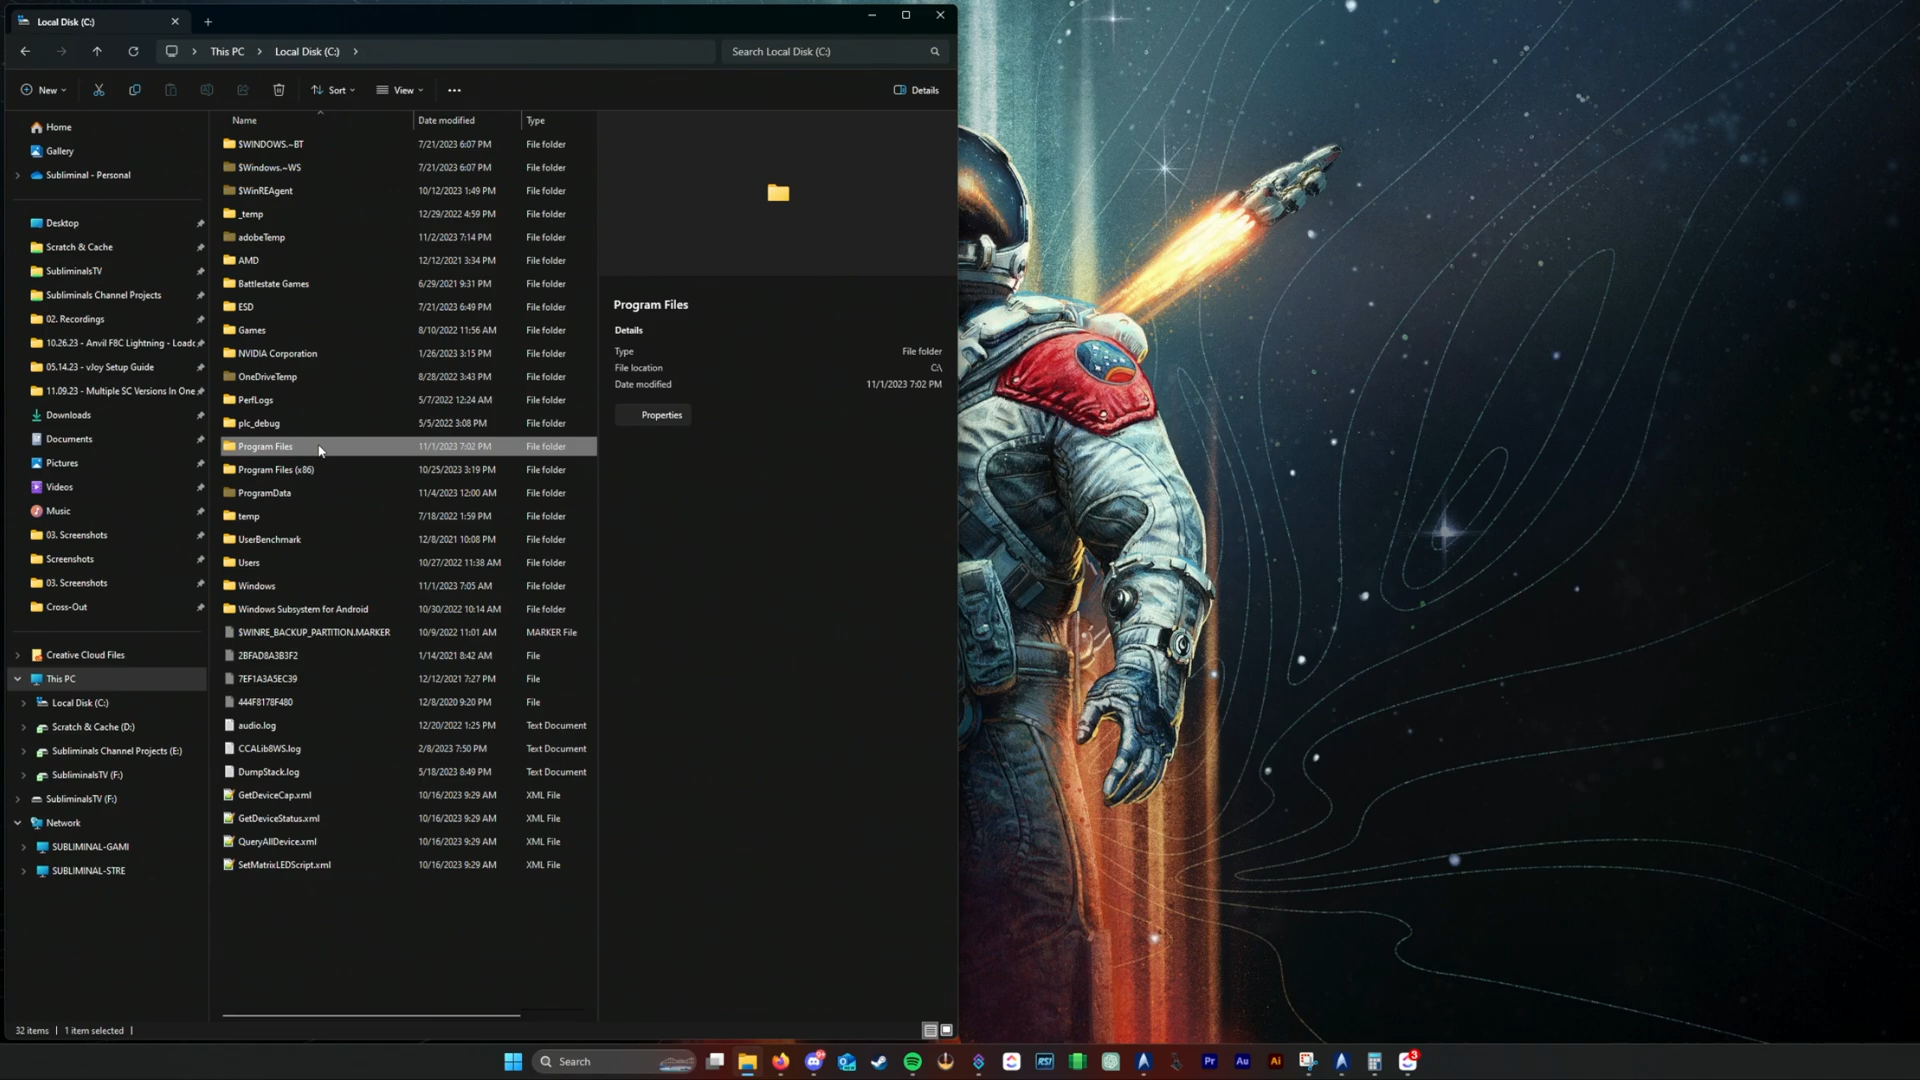 Local Disk (C:)
This PC > Local Disk (C:) >
Search Local Disk (C:)
New
Sort
View
Details
Home
Gallery
Subliminal - Personal
Desktop
Scratch & Cache
SubliminalsTV
Subliminals Channel Projects
02. Recordings
10.26.23 - Anvil F8C Lightning - Loadc
05.14.23 - vJoy Setup Guide
11.09.23 - Multiple SC Versions In One
Downloads
Documents
Pictures
Videos
Music
03. Screenshots
Screenshots
03. Screenshots
Cross-Out
Creative Cloud Files
This PC
Local Disk (C:)
Scratch & Cache (D:)
Subliminals Channel Projects (E:)
SubliminalsTV (F:)
SubliminalsTV (F:)
Network
SUBLIMINAL-GAMI
SUBLIMINAL-STRE
Name Date modified Type
$WINDOWS.~BT 7/21/2023 6:07 PM File folder
$Windows.~WS 7/21/2023 6:07 PM File folder
$WinREAgent 10/12/2023 1:49 PM File folder
_temp 12/29/2022 4:59 PM File folder
adobeTemp 11/2/2023 7:14 PM File folder
AMD 12/12/2021 3:34 PM File folder
Battlestate Games 6/29/2021 9:31 PM File folder
ESD 7/21/2023 6:49 PM File folder
Games 8/10/2022 11:56 AM File folder
NVIDIA Corporation 1/26/2023 3:15 PM File folder
OneDriveTemp 8/28/2022 3:43 PM File folder
PerfLogs 5/7/2022 12:24 AM File folder
plc_debug 5/5/2022 3:08 PM File folder
Program Files 11/1/2023 7:02 PM File folder
Program Files (x86) 10/25/2023 3:19 PM File folder
ProgramData 11/4/2023 12:00 AM File folder
temp 7/18/2022 1:59 PM File folder
UserBenchmark 12/8/2021 10:08 PM File folder
Users 10/27/2022 11:38 AM File folder
Windows 11/1/2023 7:05 AM File folder
Windows Subsystem for Android 10/30/2022 10:14 AM File folder
$WINRE_BACKUP_PARTITION.MARKER 10/9/2022 11:01 AM MARKER File
2BFAD8A3B3F2 1/14/2021 8:42 AM File
7EF1A3A5EC39 12/12/2021 7:27 PM File
444F8178F480 12/8/2020 9:20 PM File
audio.log 12/20/2022 1:25 PM Text Document
CCALib8WS.log 2/8/2023 7:50 PM Text Document
DumpStack.log 5/18/2023 8:49 PM Text Document
GetDeviceCap.xml 10/16/2023 9:29 AM XML File
GetDeviceStatus.xml 10/16/2023 9:29 AM XML File
QueryAllDevice.xml 10/16/2023 9:29 AM XML File
SetMatrixLEDScript.xml 10/16/2023 9:29 AM XML File
Program Files
Details
Type File folder
File location C:\
Date modified 11/1/2023 7:02 PM
Properties
32 items | 1 item selected |
Search
RSI
Pr
Au
Ai
3